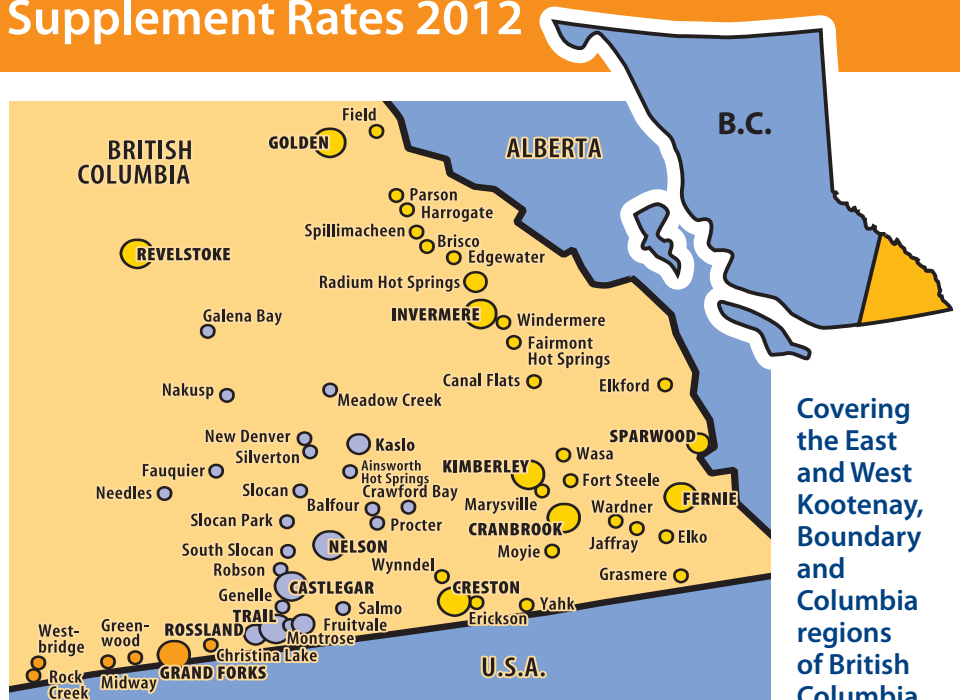 Supplement Rates 2012
B.C.
BRITISH
COLUMBIA
ALBERTA
Field
GOLDEN
Parson
Harrogate
Spillimacheen
Brisco
Edgewater
REVELSTOKE
Radium Hot Springs
INVERMERE
Windermere
Galena Bay
Fairmont
Hot Springs
Canal Flats
Elkford
Nakusp
Meadow Creek
New Denver
Silverton
Kaslo
SPARWOOD
Wasa
Fauquier
Ainsworth
Hot Springs
KIMBERLEY
Fort Steele
Needles
Slocan
Crawford Bay
Balfour
Marysville
Wardner
FERNIE
Slocan Park
Procter
CRANBROOK
Jaffray
Elko
South Slocan
NELSON
Moyie
Robson
Wynndel
Grasmere
CASTLEGAR
CRESTON
Genelle
Salmo
Erickson
Yahk
TRAIL
Fruitvale
ROSSLAND
Montrose
West-
bridge
Green-
wood
Christina Lake
GRAND FORKS
Rock
Creek
Midway
U.S.A.
Covering
the East
and West
Kootenay,
Boundary
and
Columbia
regions
of British
Columbia